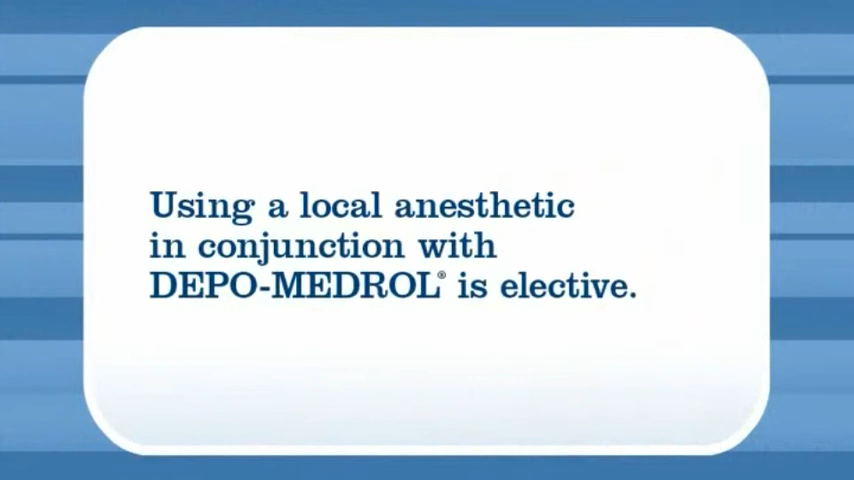 Using a local anesthetic
in conjunction with
DEPO-MEDROL® is elective.